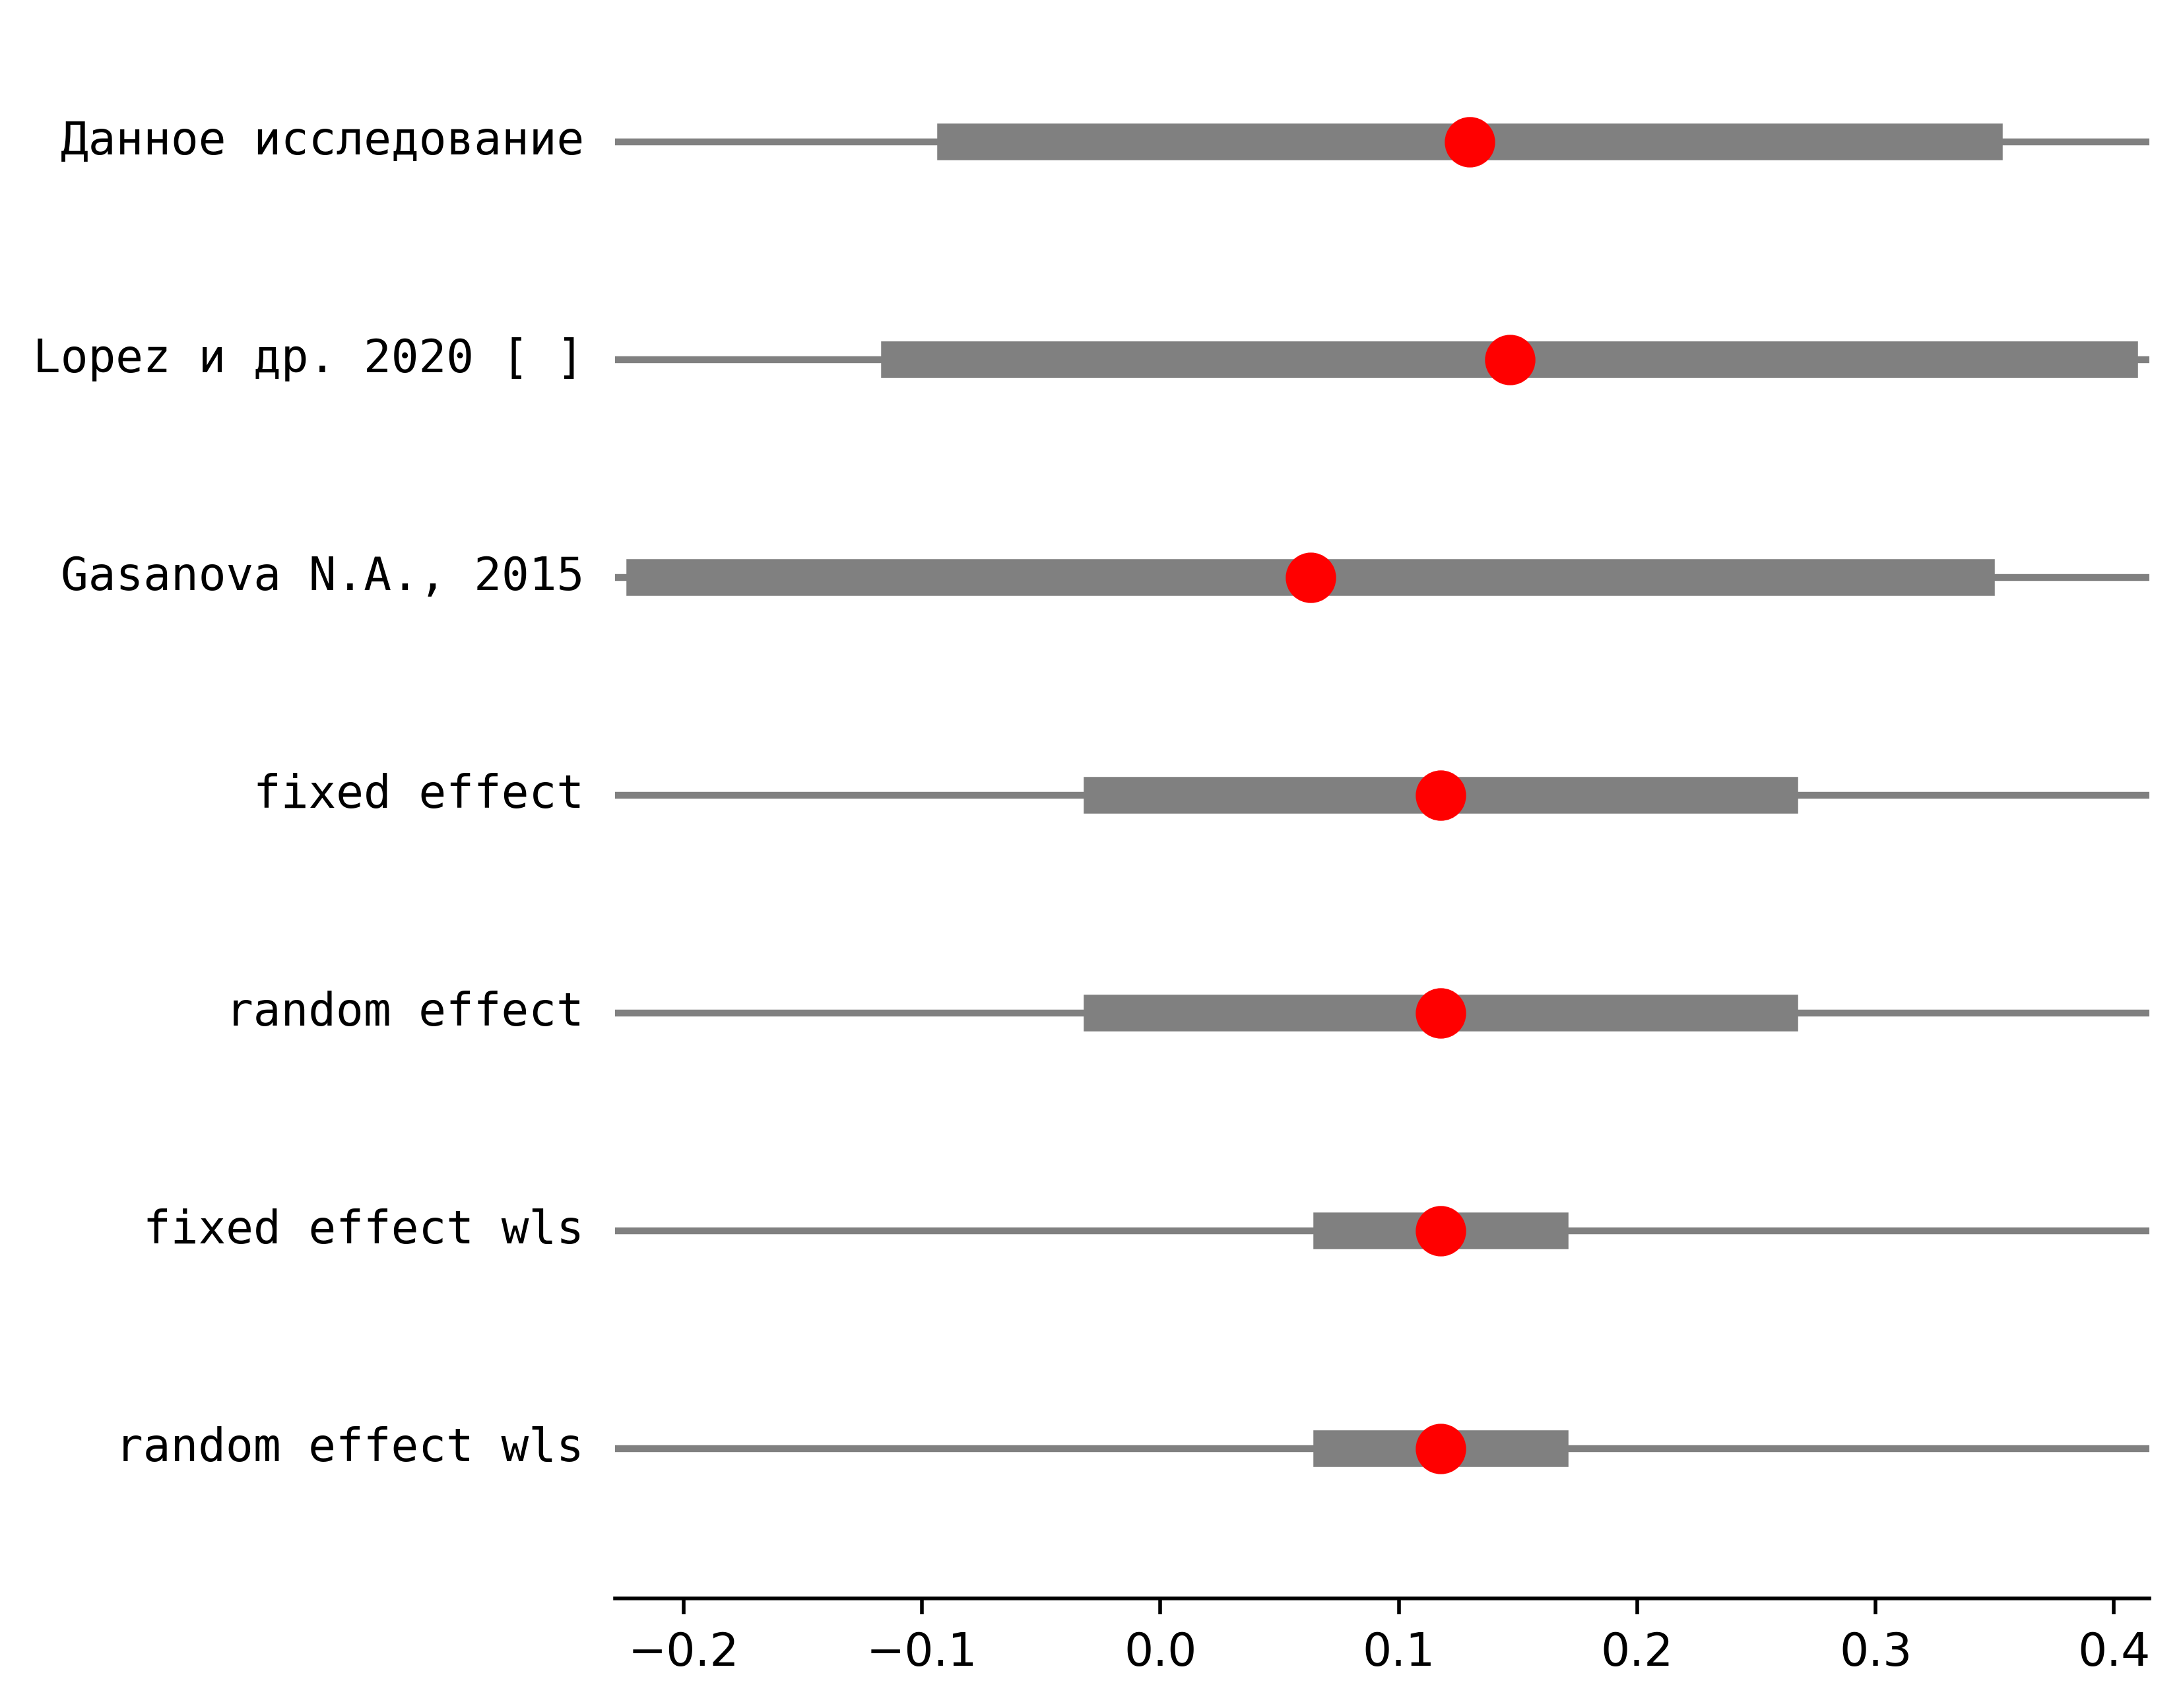 Данное исследование
Lopez и др. 2020 [ ]
Gasanova N.A., 2015
fixed effect
random effect
fixed effect wls
random effect wls
−0.2 −0.1 0.0 0.1 0.2 0.3 0.4